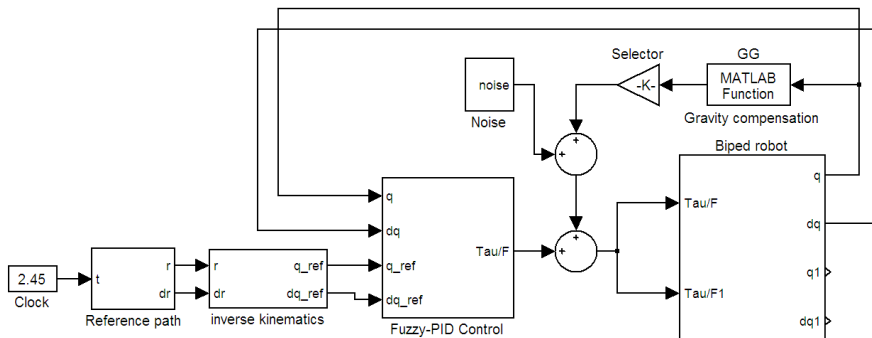 Selector
GG
noise
-K-
MATLAB
Function
Noise
Gravity compensation
Biped robot
+
+
q
q
Tau/F
dq
dq
Tau/F
+
+
2.45
t
r
r
q_ref
q_ref
q1
dr
dr
dq_ref
dq_ref
Tau/F1
Clock
Reference path
inverse kinematics
Fuzzy-PID Control
dq1